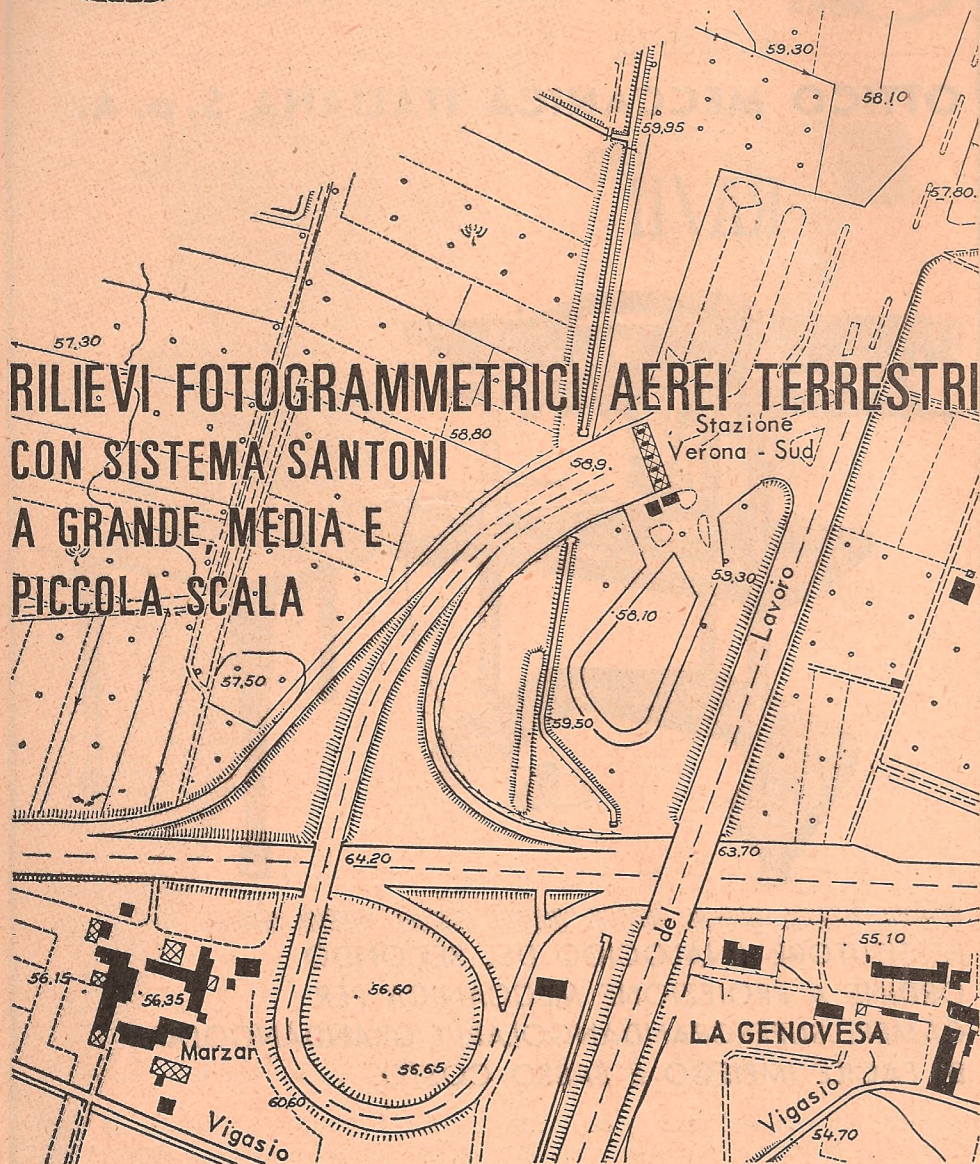 59,30
58.10
59,95
57.80
57,30
RILIEVI FOTOGRAMMETRICI AEREI TERRESTRI
CON SISTEMA SANTONI
A GRANDE, MEDIA E
PICCOLA SCALA
58,80
Stazione
Verona - Sud
58,9.
59,30
58,10
Lavoro
57,50
59,50
64,20
63,70
del
55,10
56,15
56,35
56,60
Marzan
LA GENOVESA
56,65
60,60
Vigasio
Vigasio
54.70